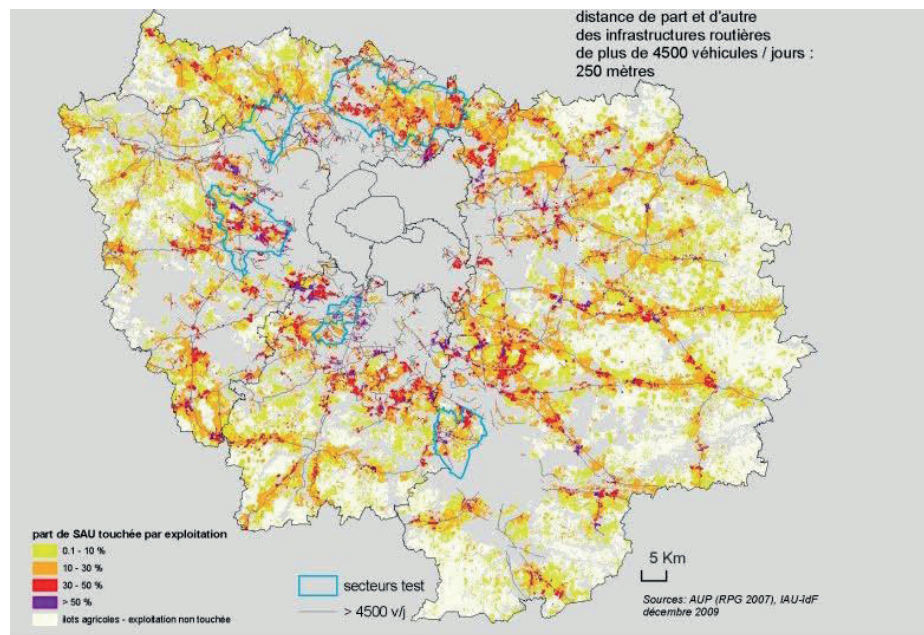 distance de part et d'autre
des infrastructures routières
de plus de 4500 véhicules / jours :
250 mètres
part de SAU touchée par exploitation
0.1 - 10 %
10 - 30 %
30 - 50 %
> 50 %
ilots agricoles - exploitation non touchée
secteurs test
> 4500 v/j
5 Km
Sources: AUP (RPG 2007), IAU-IdF
décembre 2009